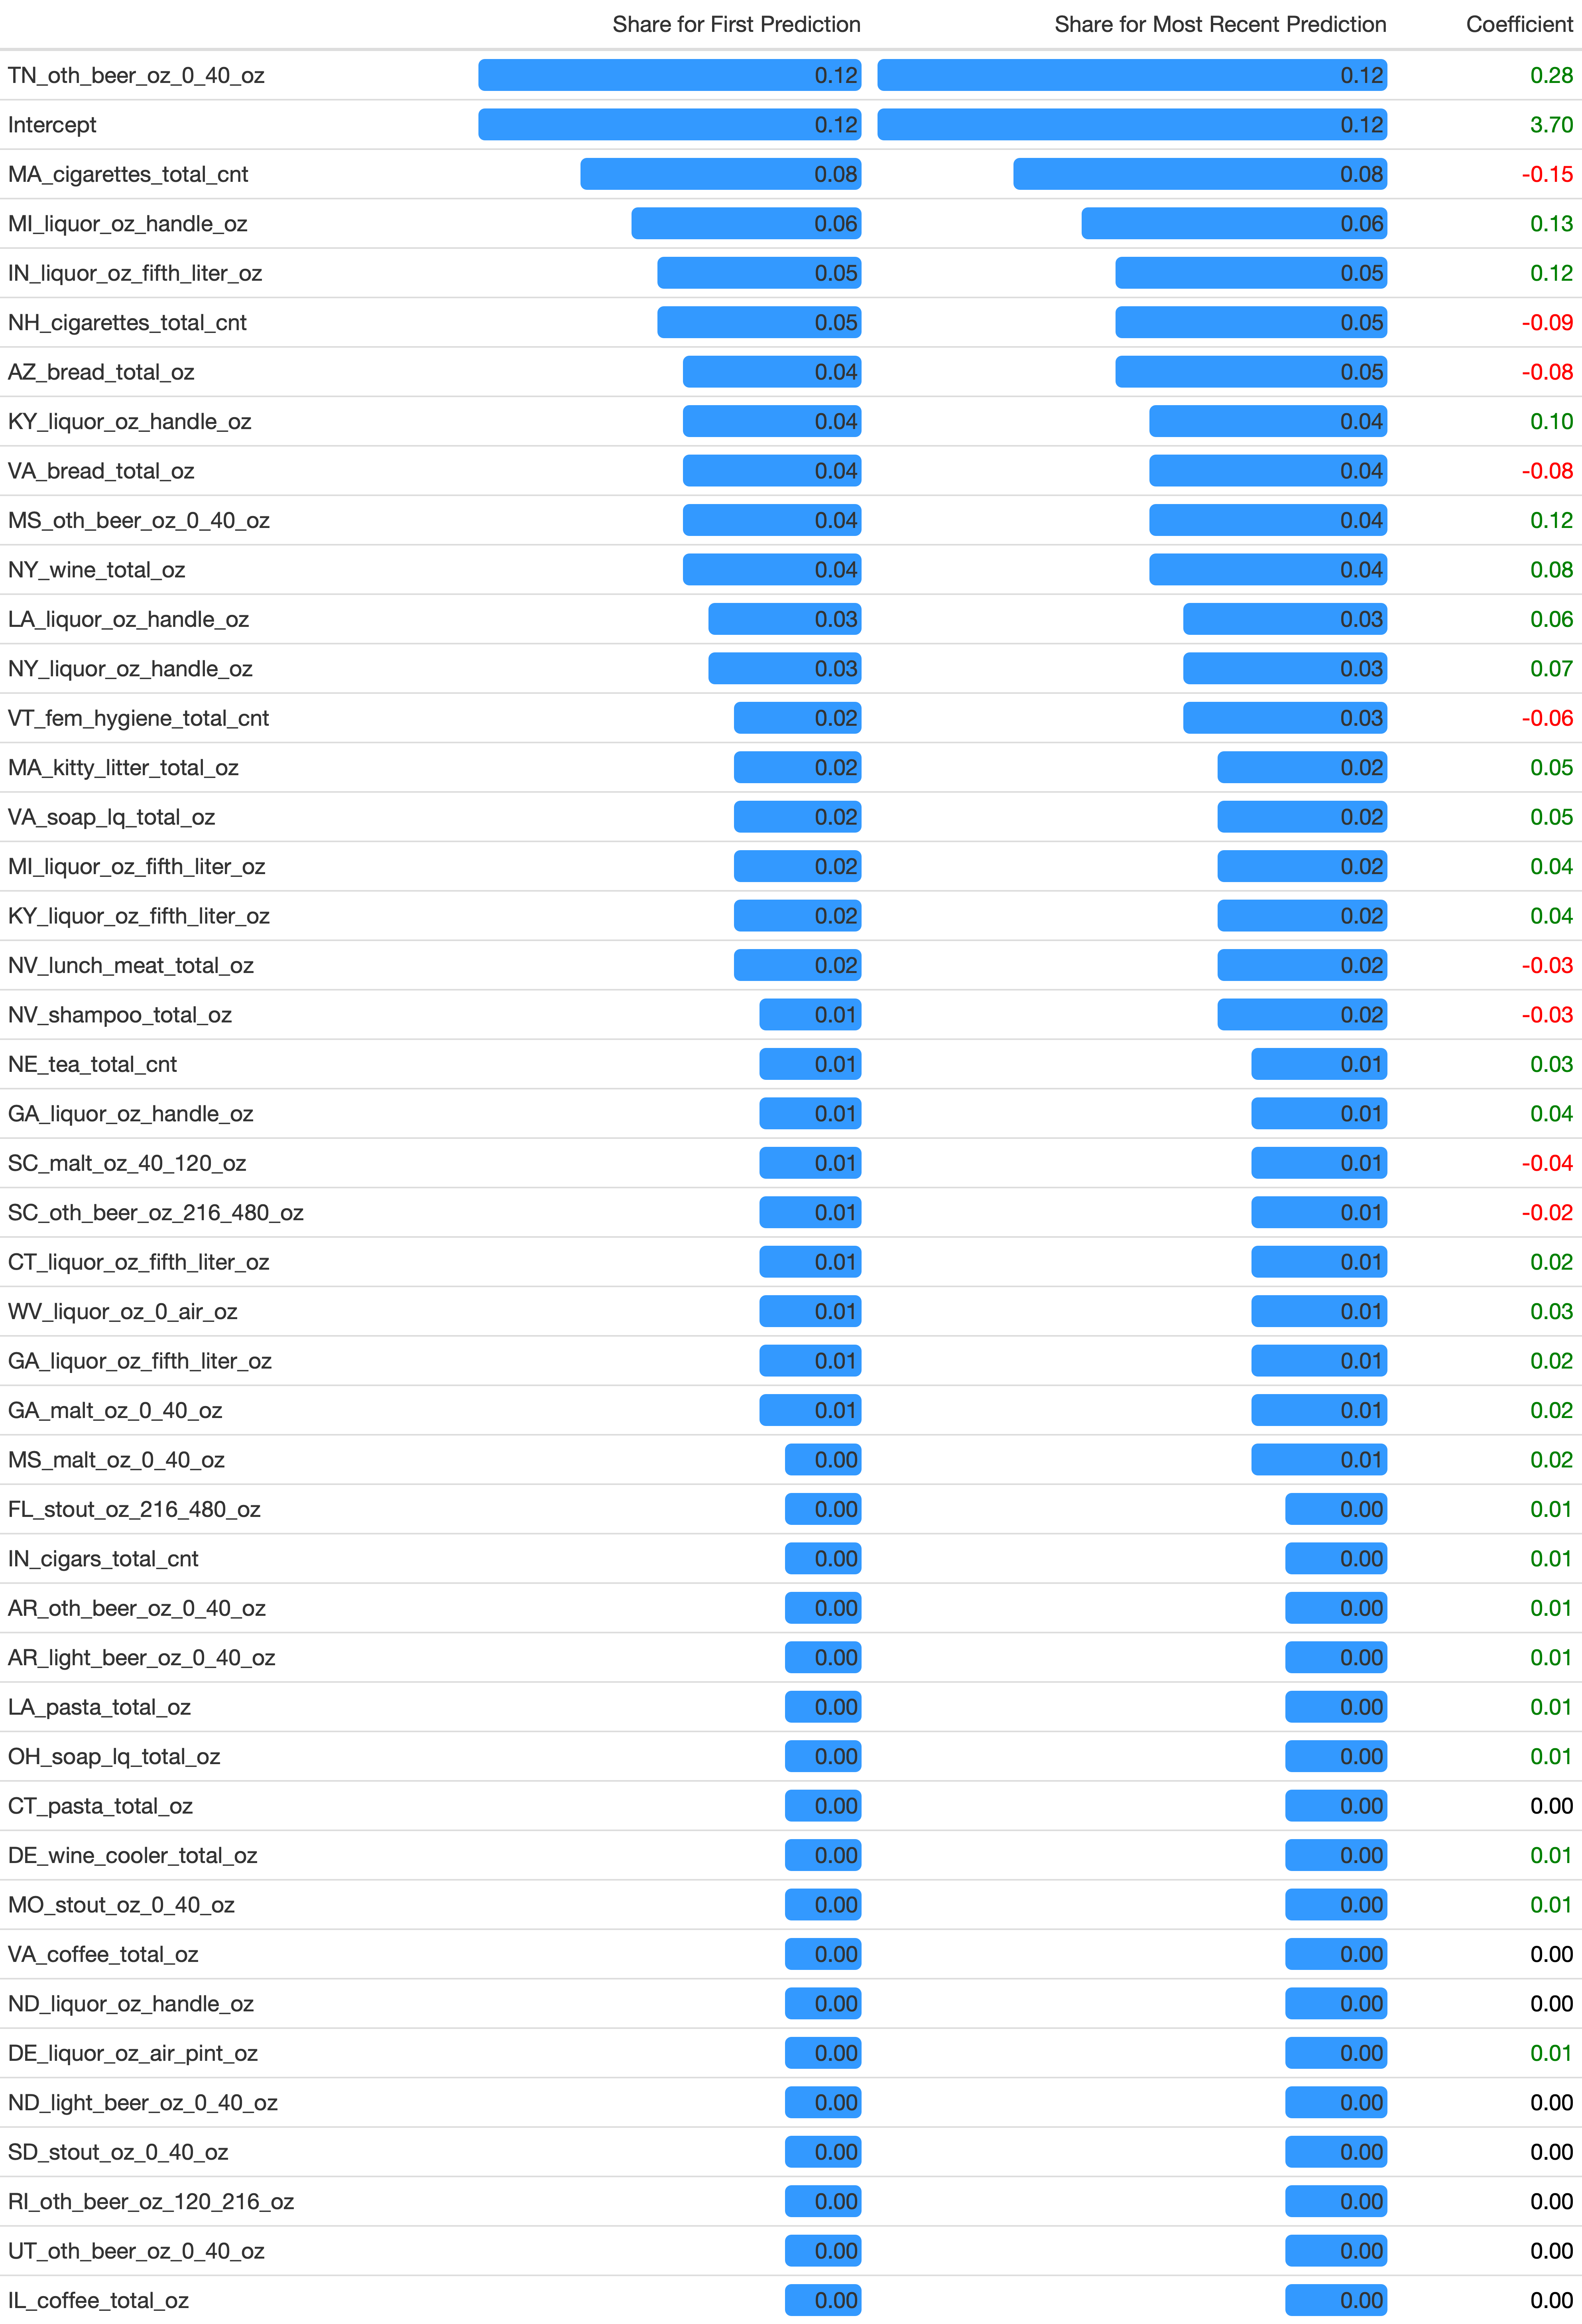 Share for First Prediction Share for Most Recent Prediction Coefficient
TN_oth_beer_oz_0_40_oz 0.12 0.12 0.28
Intercept 0.12 0.12 3.70
MA_cigarettes_total_cnt 0.08 0.08 -0.15
MI_liquor_oz_handle_oz 0.06 0.06 0.13
IN_liquor_oz_fifth_liter_oz 0.05 0.05 0.12
NH_cigarettes_total_cnt 0.05 0.05 -0.09
AZ_bread_total_oz 0.04 0.05 -0.08
KY_liquor_oz_handle_oz 0.04 0.04 0.10
VA_bread_total_oz 0.04 0.04 -0.08
MS_oth_beer_oz_0_40_oz 0.04 0.04 0.12
NY_wine_total_oz 0.04 0.04 0.08
LA_liquor_oz_handle_oz 0.03 0.03 0.06
NY_liquor_oz_handle_oz 0.03 0.03 0.07
VT_fem_hygiene_total_cnt 0.02 0.03 -0.06
MA_kitty_litter_total_oz 0.02 0.02 0.05
VA_soap_lq_total_oz 0.02 0.02 0.05
MI_liquor_oz_fifth_liter_oz 0.02 0.02 0.04
KY_liquor_oz_fifth_liter_oz 0.02 0.02 0.04
NV_lunch_meat_total_oz 0.02 0.02 -0.03
NV_shampoo_total_oz 0.01 0.02 -0.03
NE_tea_total_cnt 0.01 0.01 0.03
GA_liquor_oz_handle_oz 0.01 0.01 0.04
SC_malt_oz_40_120_oz 0.01 0.01 -0.04
SC_oth_beer_oz_216_480_oz 0.01 0.01 -0.02
CT_liquor_oz_fifth_liter_oz 0.01 0.01 0.02
WV_liquor_oz_0_air_oz 0.01 0.01 0.03
GA_liquor_oz_fifth_liter_oz 0.01 0.01 0.02
GA_malt_oz_0_40_oz 0.01 0.01 0.02
MS_malt_oz_0_40_oz 0.00 0.01 0.02
FL_stout_oz_216_480_oz 0.00 0.00 0.01
IN_cigars_total_cnt 0.00 0.00 0.01
AR_oth_beer_oz_0_40_oz 0.00 0.00 0.01
AR_light_beer_oz_0_40_oz 0.00 0.00 0.01
LA_pasta_total_oz 0.00 0.00 0.01
OH_soap_lq_total_oz 0.00 0.00 0.01
CT_pasta_total_oz 0.00 0.00 0.00
DE_wine_cooler_total_oz 0.00 0.00 0.01
MO_stout_oz_0_40_oz 0.00 0.00 0.01
VA_coffee_total_oz 0.00 0.00 0.00
ND_liquor_oz_handle_oz 0.00 0.00 0.00
DE_liquor_oz_air_pint_oz 0.00 0.00 0.01
ND_light_beer_oz_0_40_oz 0.00 0.00 0.00
SD_stout_oz_0_40_oz 0.00 0.00 0.00
RI_oth_beer_oz_120_216_oz 0.00 0.00 0.00
UT_oth_beer_oz_0_40_oz 0.00 0.00 0.00
IL_coffee_total_oz 0.00 0.00 0.00